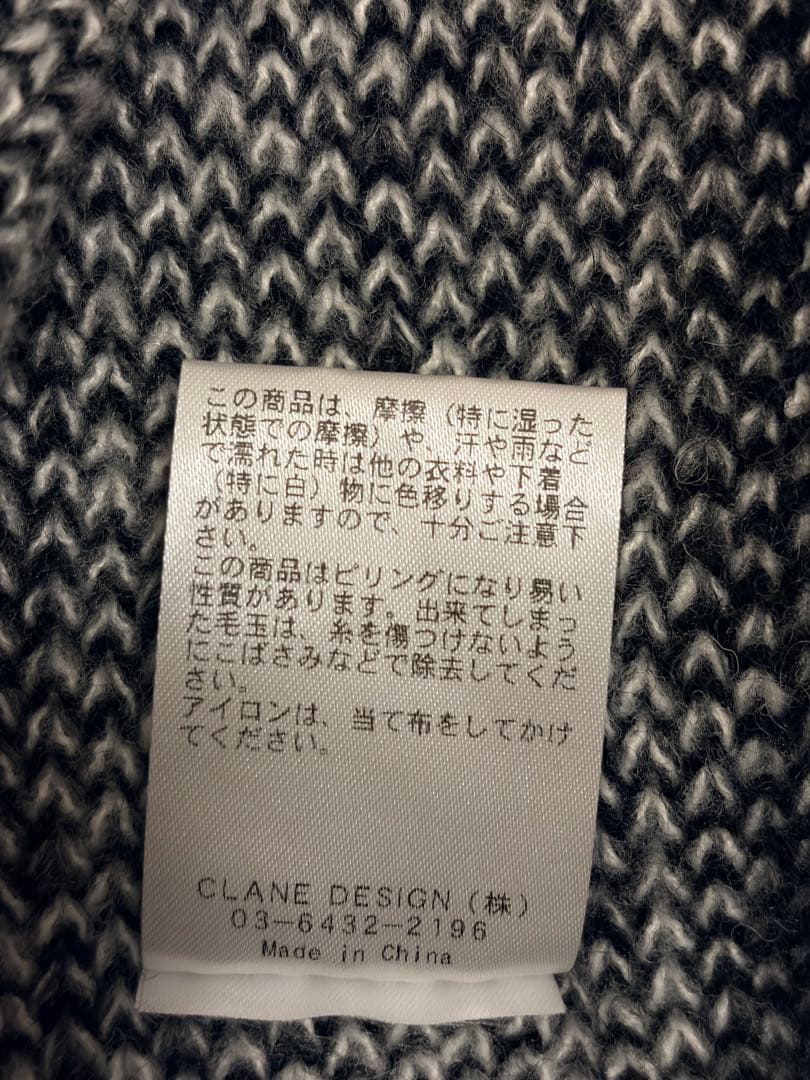 この商品は、摩擦（特に湿った
状態での摩擦）や、汗や雨など
で濡れた時は他の衣料や下着
（特に白）物に色移りする場合
がありますので、十分ご注意下
さい。
この商品はピリングになり易い
性質があります。出来てしまっ
た毛玉は、糸を傷つけないよう
にこばさみなどで除去してくだ
さい。
アイロンは、当て布をしてかけ
てください。
CLANE DESIGN（株）
03-6432-2196
Made in China